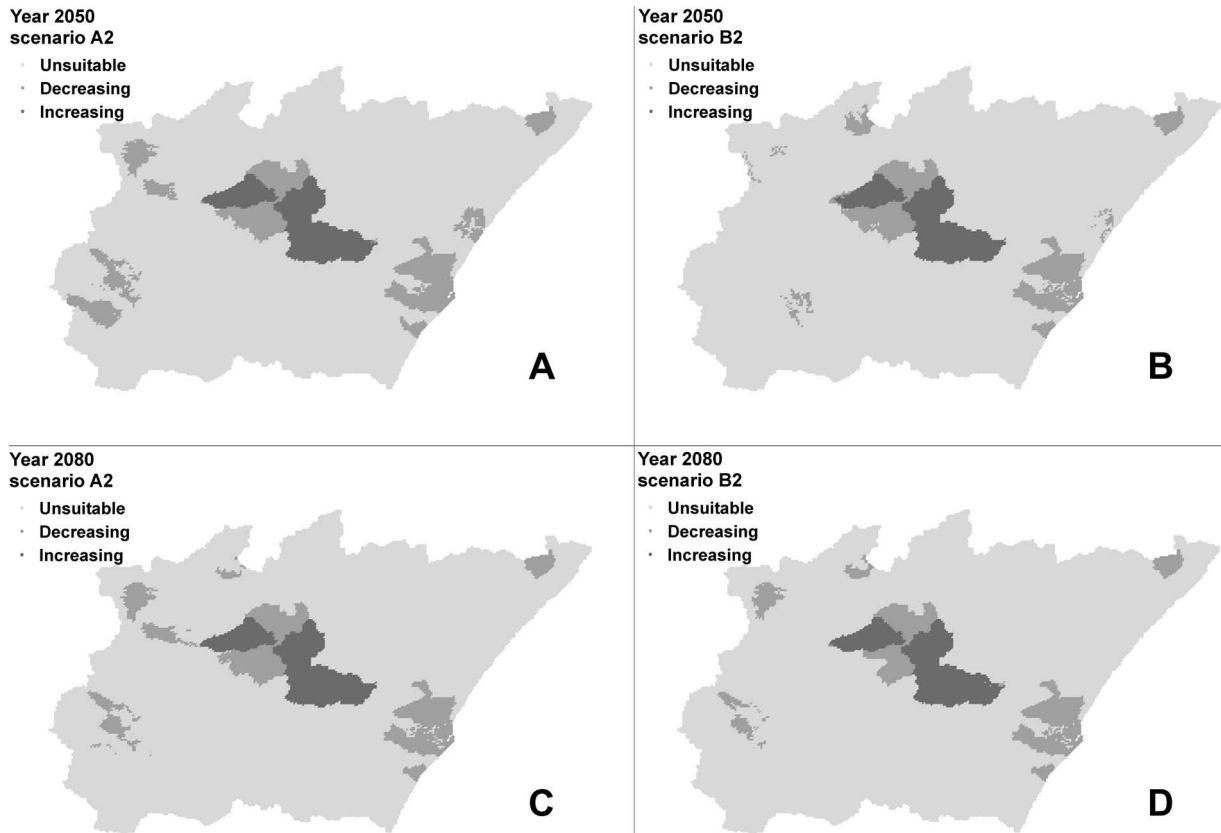 Year 2050
scenario A2
Unsuitable
Decreasing
Increasing
A
Year 2050
scenario B2
Unsuitable
Decreasing
Increasing
B
Year 2080
scenario A2
Unsuitable
Decreasing
Increasing
C
Year 2080
scenario B2
Unsuitable
Decreasing
Increasing
D